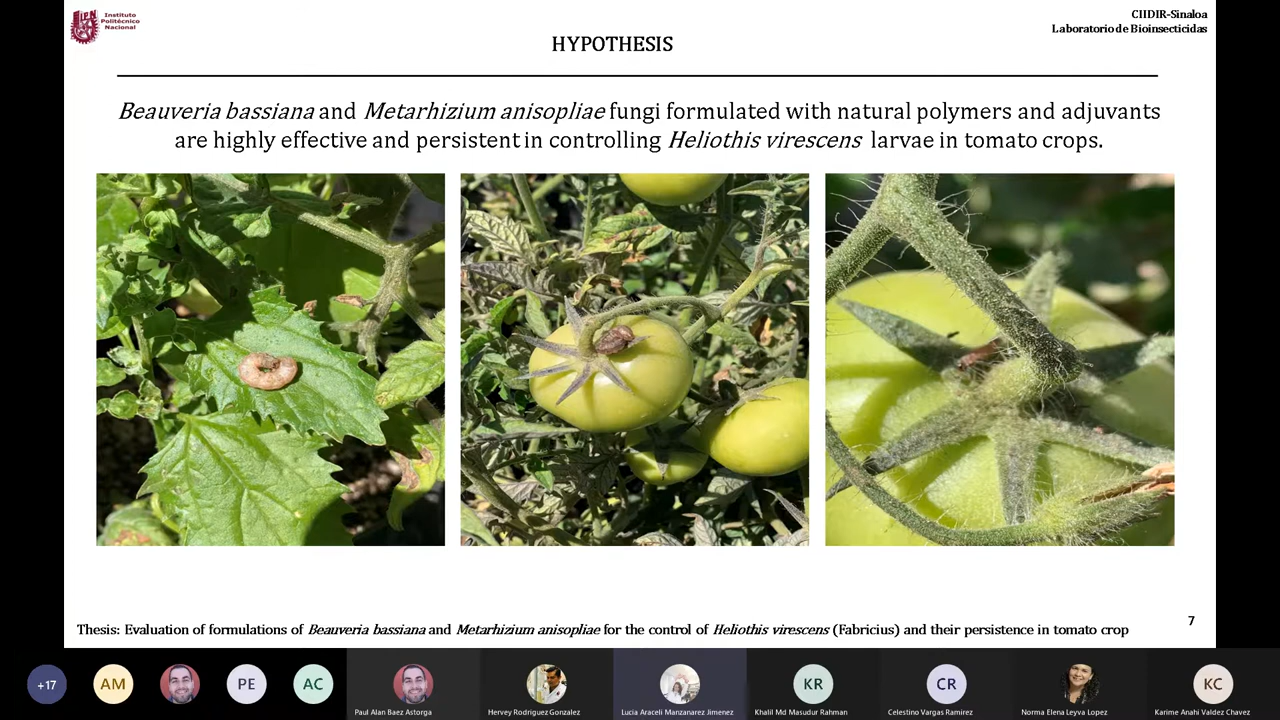 Instituto
Politécnico
Nacional
CIIDIR-Sinaloa
Laboratorio de Bioinsecticidas
HYPOTHESIS
Beauveria bassiana and Metarhizium anisopliae fungi formulated with natural polymers and adjuvants
are highly effective and persistent in controlling Heliothis virescens larvae in tomato crops.
7
Thesis: Evaluation of formulations of Beauveria bassiana and Metarhizium anisopliae for the control of Heliothis virescens (Fabricius) and their persistence in tomato crop
+17
AM
PE
AC
KR
CR
KC
Paul Alan Baez Astorga
Hervey Rodriguez Gonzalez
Lucia Araceli Manzanarez Jimenez
Khalil Md Masudur Rahman
Celestino Vargas Ramirez
Norma Elena Leyva Lopez
Karime Anahi Valdez Chavez